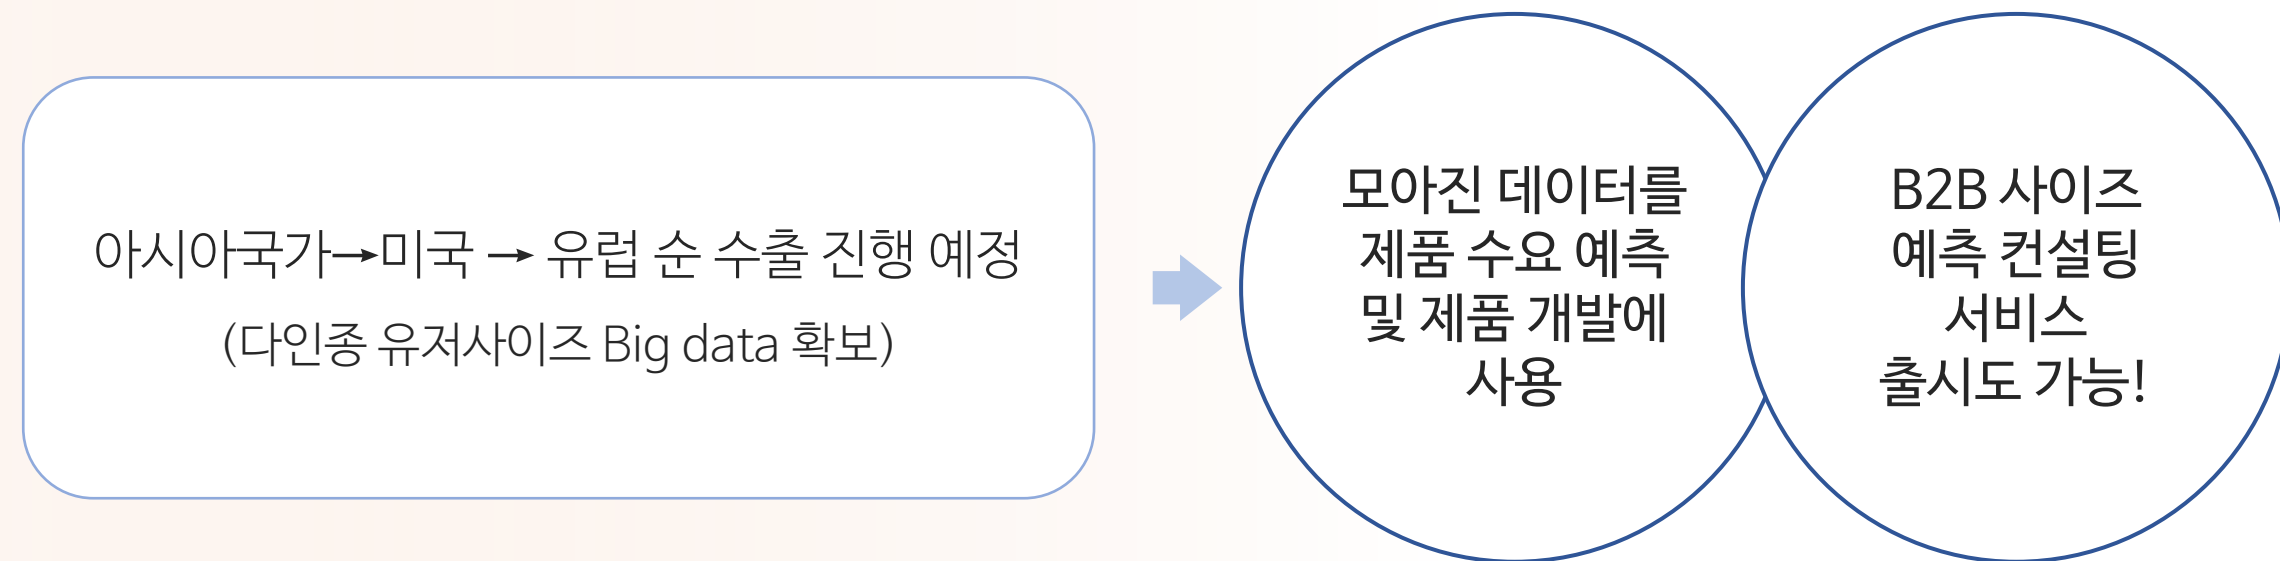 아시아국가→미국 → 유럽 순 수출 진행 예정
(다인종 유저사이즈 Big data 확보)
모아진 데이터를
제품 수요 예측
및 제품 개발에
사용
B2B 사이즈
예측 컨설팅
서비스
출시도 가능!